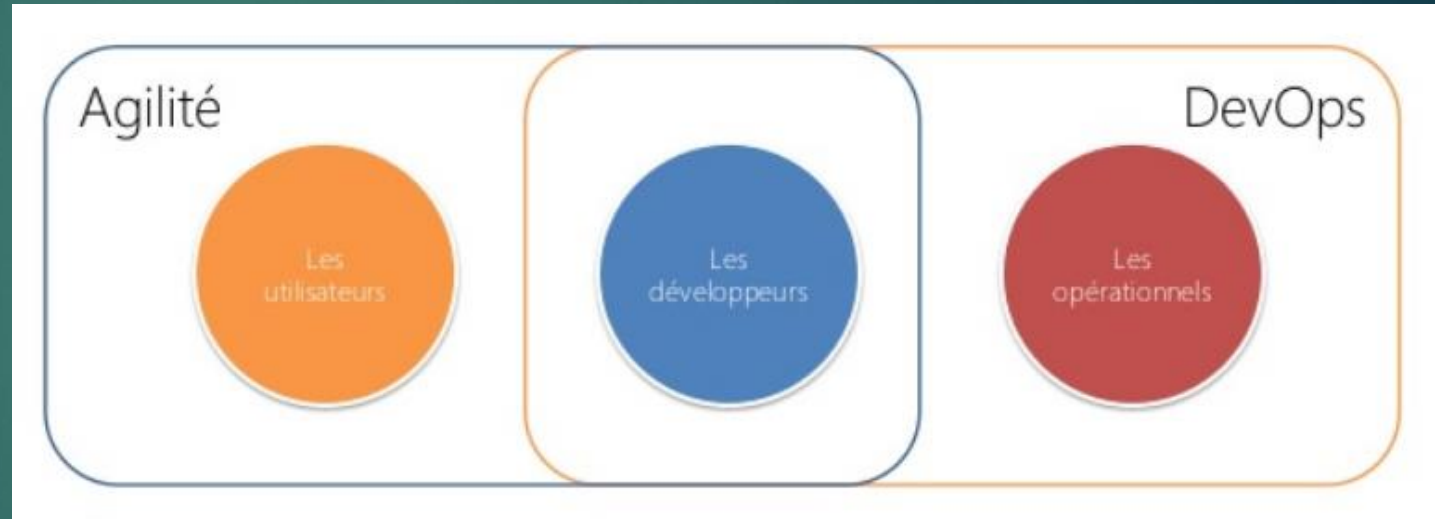 Agilité
DevOps
Les
utilisateurs
Les
développeurs
Les
opérationnels